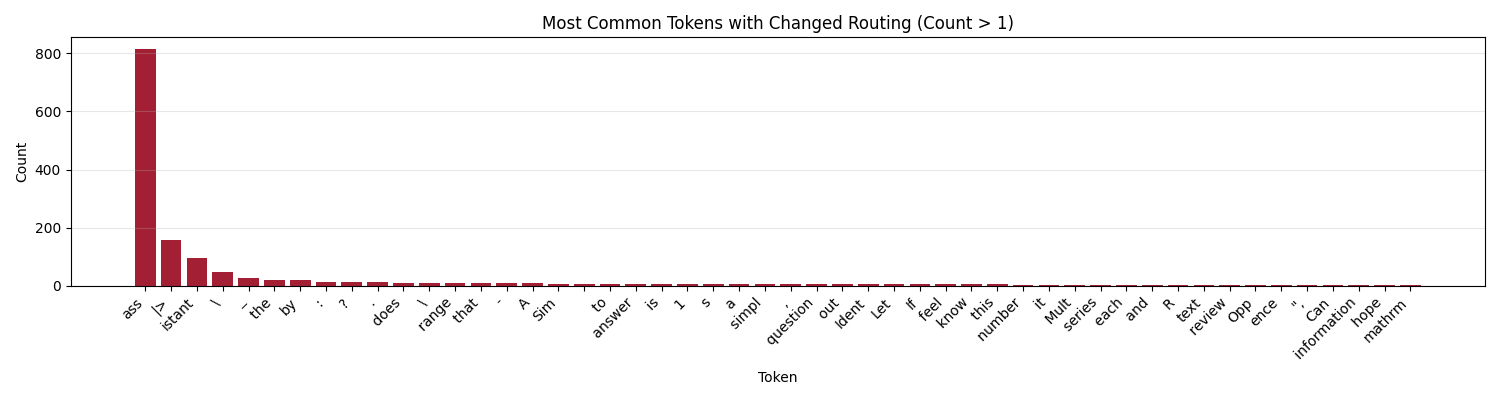 Most Common Tokens with Changed Routing (Count > 1)
800
600
400
200
0
Count
ass
|>
istant
\
_
the
by
:
?
.
does
\
range
that
-
A
Sim
to
answer
is
1
s
a
simpl
,
question
out
Ident
Let
If
feel
know
this
number
it
Mult
series
each
and
R
text
review
Opp
ence
",
Can
information
hope
mathrm
Token